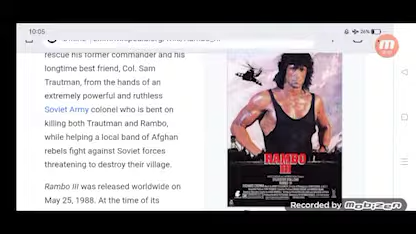 10:05
26%
rescue his former commander and his
longtime best friend, Col. Sam
Trautman, from the hands of an
extremely powerful and ruthless
Soviet Army colonel who is bent on
killing both Trautman and Rambo,
while helping a local band of Afghan
rebels fight against Soviet forces
threatening to destroy their village.
Rambo III was released worldwide on
May 25, 1988. At the time of its
RAMBO
III
Recorded by mobizen